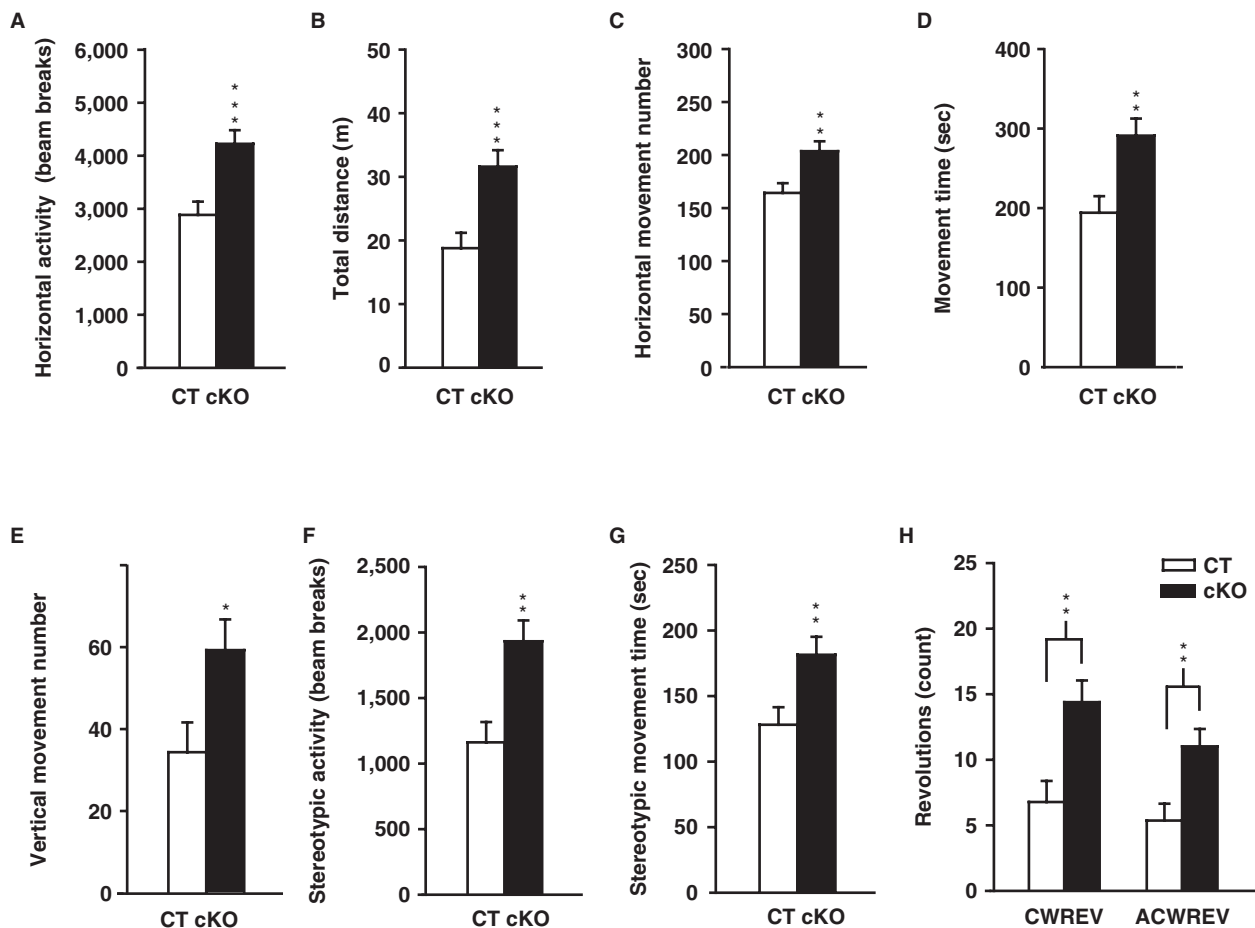 A
Horizontal activity (beam breaks)
6,000
5,000
4,000
3,000
2,000
1,000
0
***
CT cKO
B
Total distance (m)
50
40
30
20
10
0
***
CT cKO
C
Horizontal movement number
300
250
200
150
100
50
0
**
CT cKO
D
Movement time (sec)
400
300
200
100
0
**
CT cKO
E
Vertical movement number
60
40
20
0
*
CT cKO
F
Stereotypic activity (beam breaks)
2,500
2,000
1,500
1,000
500
0
**
CT cKO
G
Stereotypic movement time (sec)
250
200
150
100
50
0
**
CT cKO
H
Revolutions (count)
25
20
15
10
5
0
CT
cKO
**
**
CWREV ACWREV